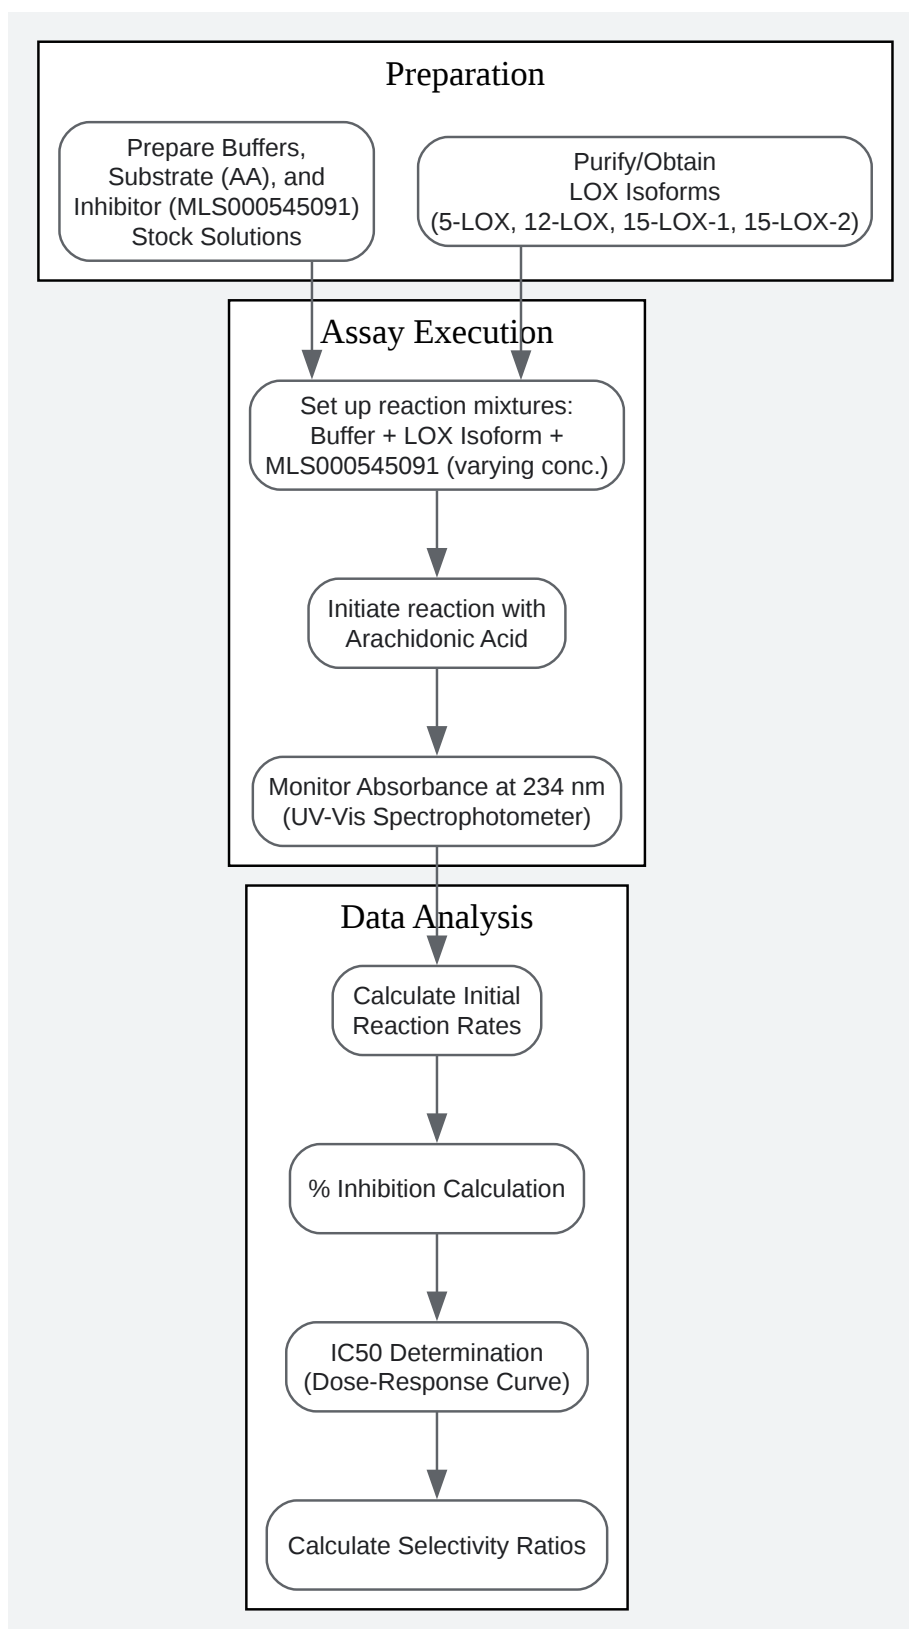 Preparation
Prepare Buffers,
Substrate (AA), and
Inhibitor (MLS000545091)
Stock Solutions
Purify/Obtain
LOX Isoforms
(5-LOX, 12-LOX, 15-LOX-1, 15-LOX-2)
Assay Execution
Set up reaction mixtures:
Buffer + LOX Isoform +
MLS000545091 (varying conc.)
Initiate reaction with
Arachidonic Acid
Monitor Absorbance at 234 nm
(UV-Vis Spectrophotometer)
Data Analysis
Calculate Initial
Reaction Rates
% Inhibition Calculation
IC50 Determination
(Dose-Response Curve)
Calculate Selectivity Ratios